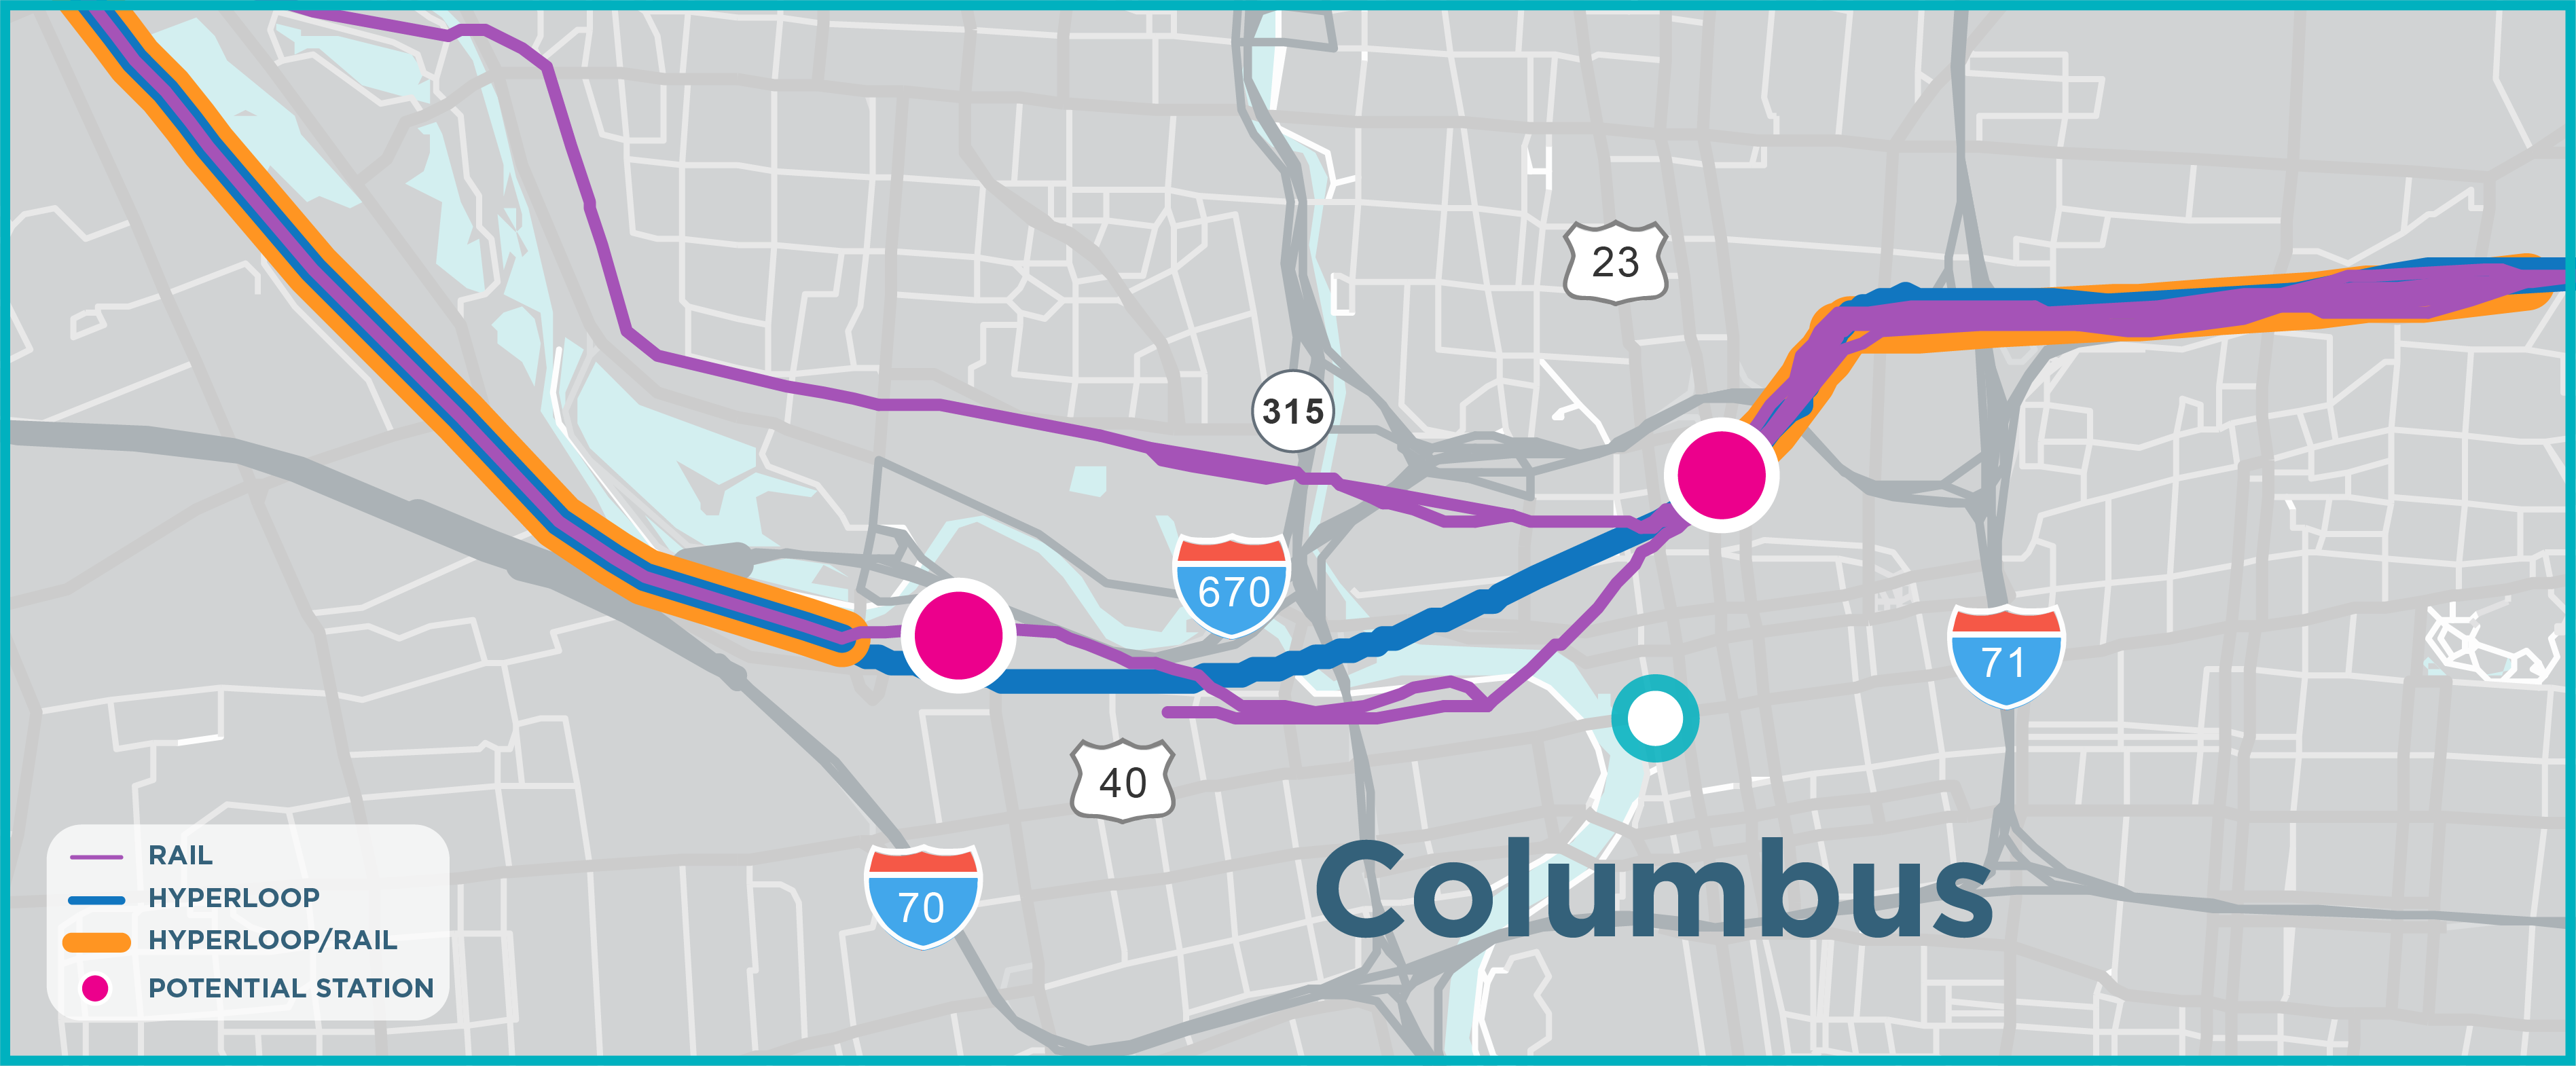 23
315
670
71
40
70
Columbus
RAIL
HYPERLOOP
HYPERLOOP/RAIL
POTENTIAL STATION